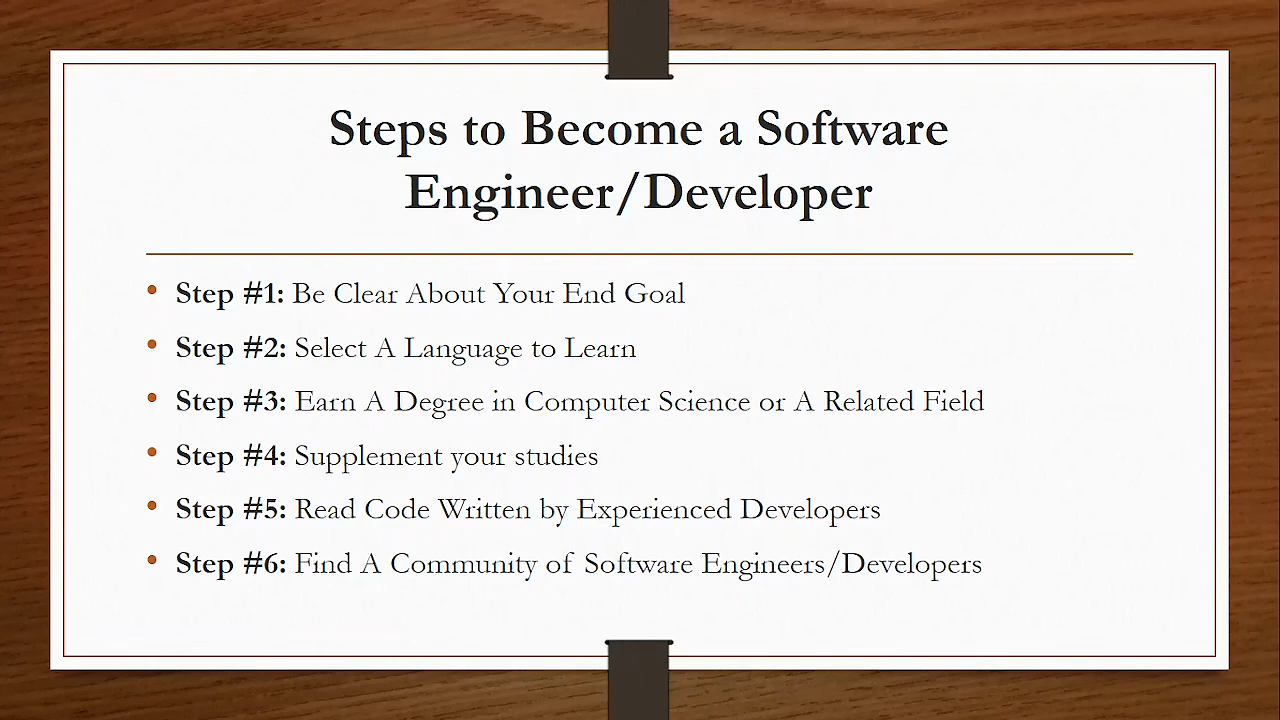 Steps to Become a Software
Engineer/Developer
• Step #1: Be Clear About Your End Goal
• Step #2: Select A Language to Learn
• Step #3: Earn A Degree in Computer Science or A Related Field
• Step #4: Supplement your studies
• Step #5: Read Code Written by Experienced Developers
• Step #6: Find A Community of Software Engineers/Developers